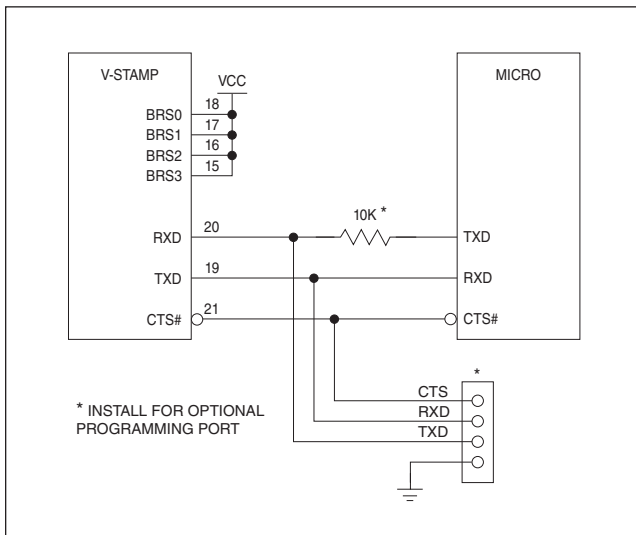 V-STAMP
VCC
MICRO
BRS0 18
BRS1 17
BRS2 16
BRS3 15
10K *
RXD 20 TXD
TXD 19 RXD
CTS# 21 CTS#
*
CTS
RXD
TXD
* INSTALL FOR OPTIONAL
PROGRAMMING PORT